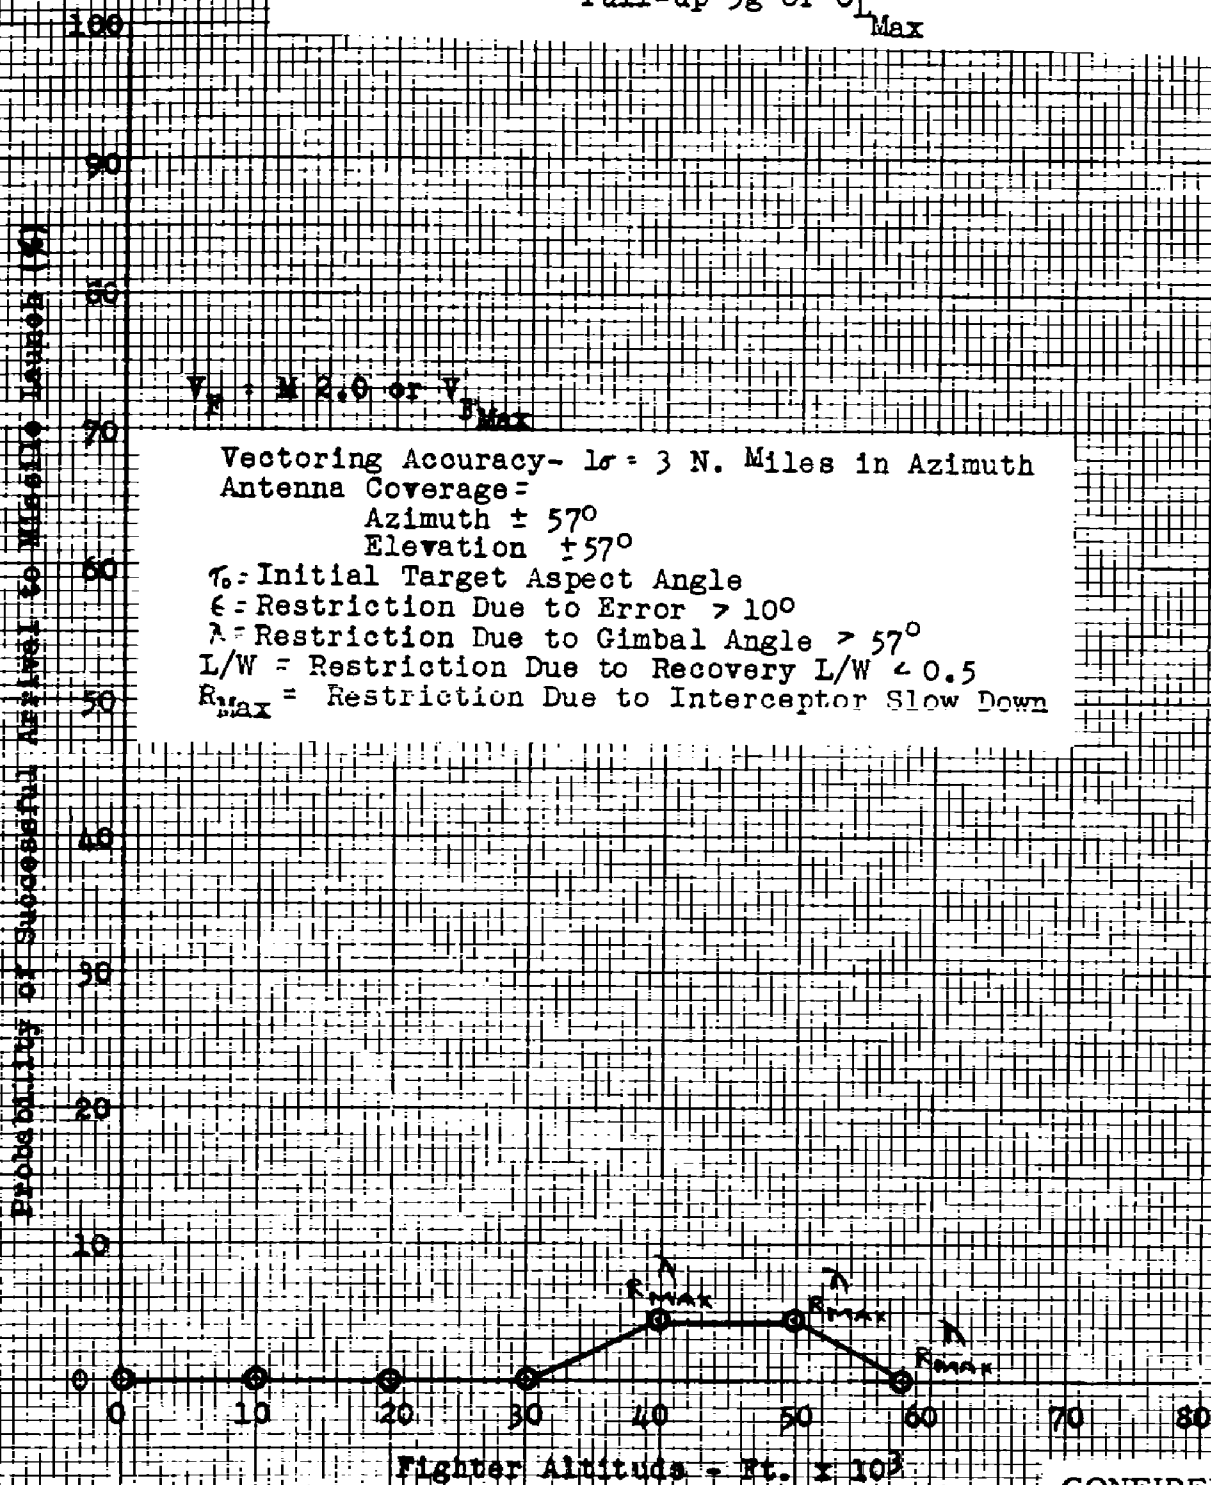 Pull-up 5g or C_L Max
100
90
80
70
60
50
40
30
20
10
0
Probability of Successful Arrival to Missile Launch (%)
V_F = M 2.0 or V_F Max
Vectoring Accuracy- 1σ = 3 N. Miles in Azimuth
Antenna Coverage=
Azimuth ± 57°
Elevation ±57°
τ₀= Initial Target Aspect Angle
ϵ = Restriction Due to Error > 10°
λ = Restriction Due to Gimbal Angle > 57°
L/W = Restriction Due to Recovery L/W < 0.5
R_Max = Restriction Due to Interceptor Slow Down
λ
R MAX
λ
R MAX
λ
R MAX
0 10 20 30 40 50 60 70 80
Fighter Altitude - Ft. x 10³